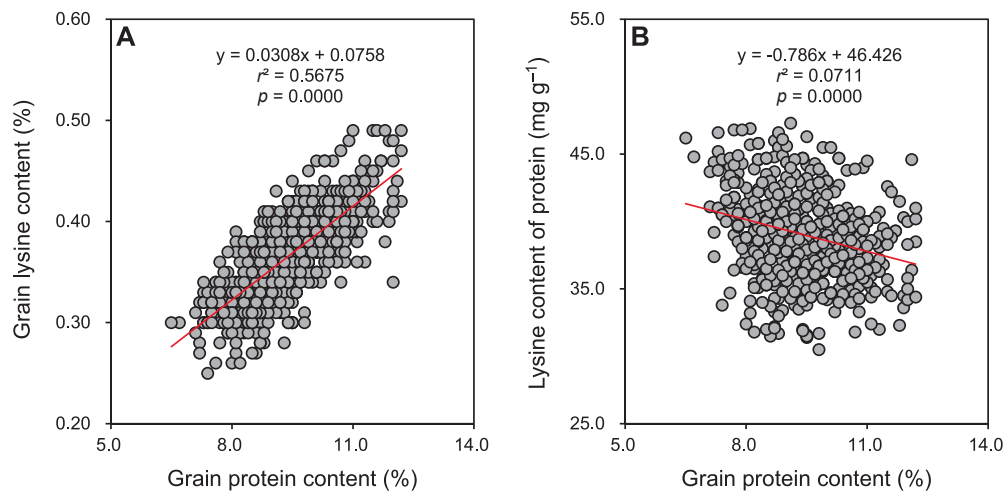 A
y = 0.0308x + 0.0758
r² = 0.5675
p = 0.0000
0.60
0.50
0.40
0.30
0.20
Grain lysine content (%)
5.0 8.0 11.0 14.0
Grain protein content (%)
B
y = -0.786x + 46.426
r² = 0.0711
p = 0.0000
55.0
45.0
35.0
25.0
Lysine content of protein (mg g⁻¹)
5.0 8.0 11.0 14.0
Grain protein content (%)